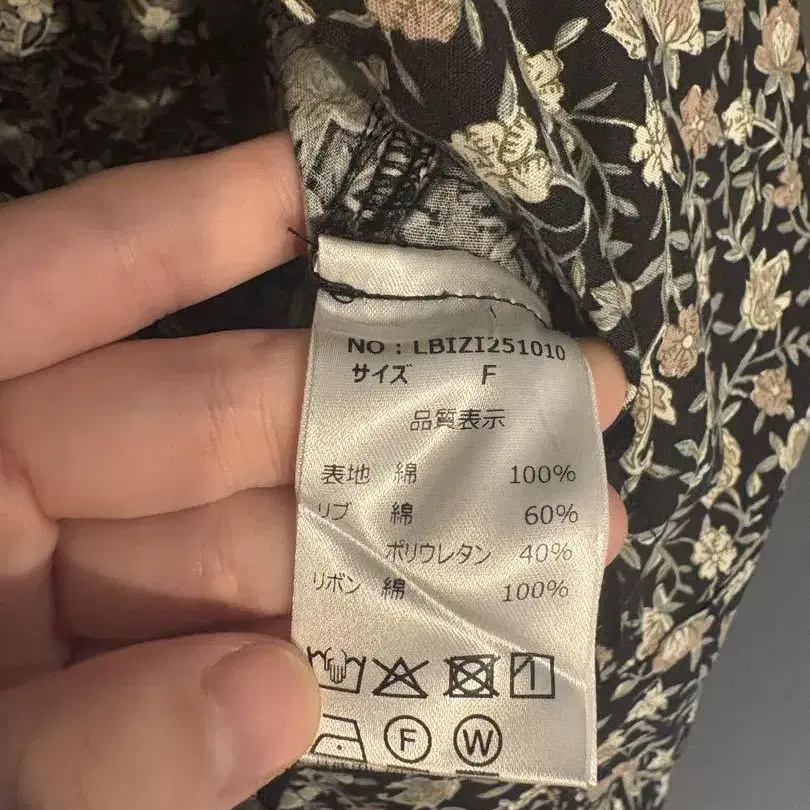 NO : LBIZI251010
サイズ F
品質表示
表地 綿 100%
リブ 綿 60%
ポリウレタン 40%
リボン 綿 100%
F W